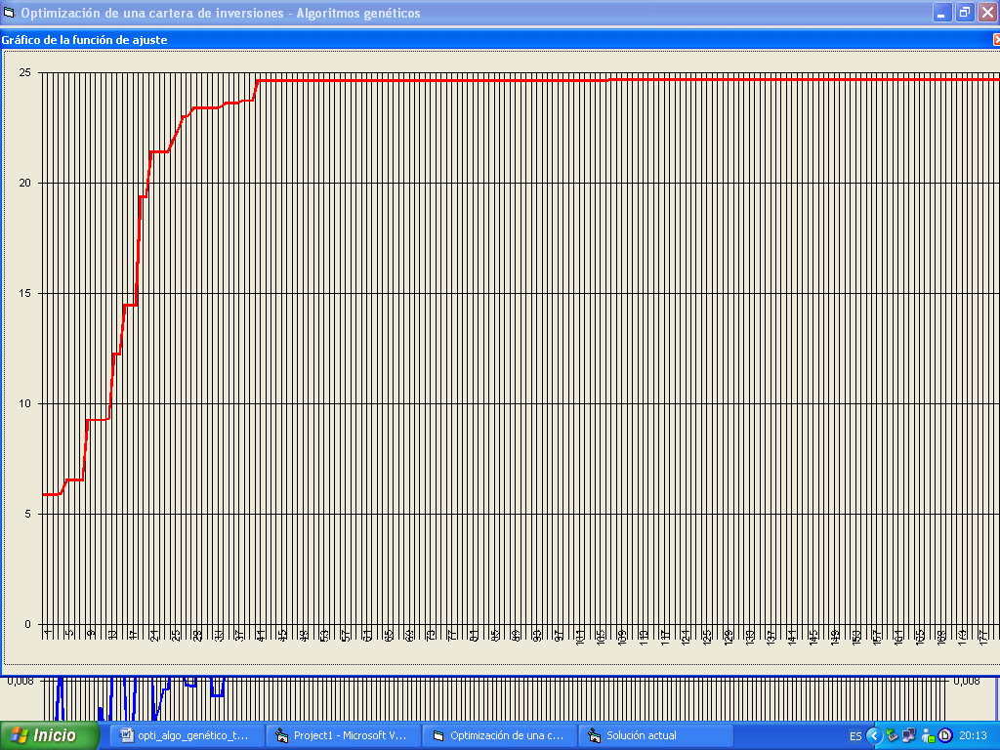 Optimización de una cartera de inversiones - Algoritmos genéticos
Gráfico de la función de ajuste
25
20
15
10
5
0
1 5 9 13 17 21 25 29 33 37 41 45 49 53 57 61 65 69 73 77 81 85 89 93 97 101 105 109 113 117 121 125 129 133 137 141 145 149 153 157 161 165 169 173 177
0,008 0,008
Inicio opti_algo_genético_t... Project1 - Microsoft V... Optimización de una c... Solución actual ES 20:13